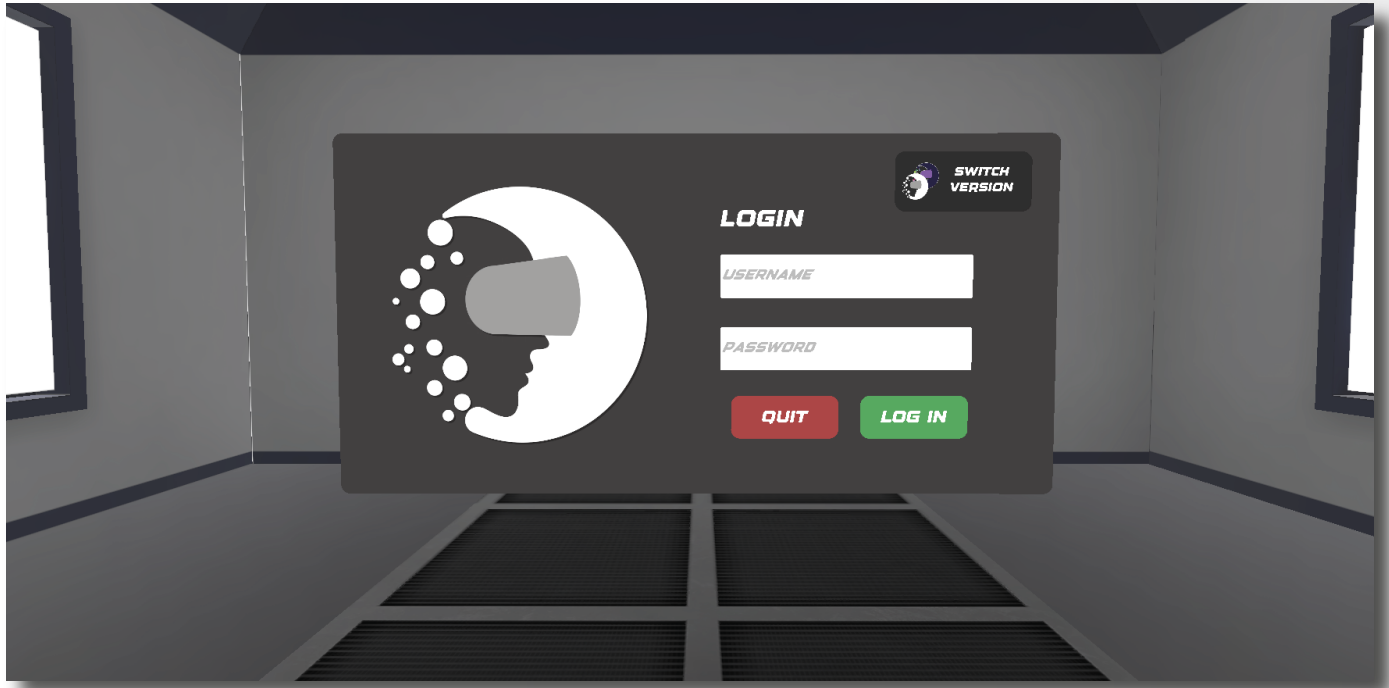 SWITCH
VERSION
LOGIN
USERNAME
PASSWORD
QUIT
LOG IN